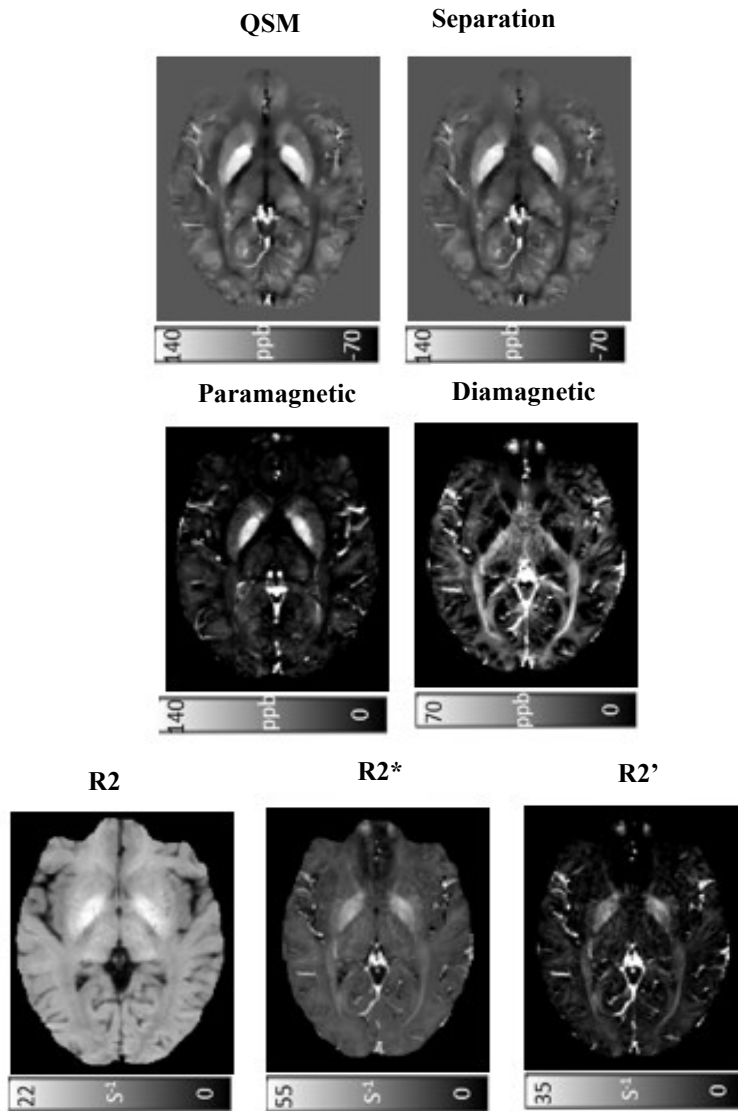 QSM
Separation
140 ppb -70
140 ppb -70
Paramagnetic
Diamagnetic
140 ppb 0
70 ppb 0
R2
R2*
R2’
22 S-1 0
55 S-1 0
35 S-1 0